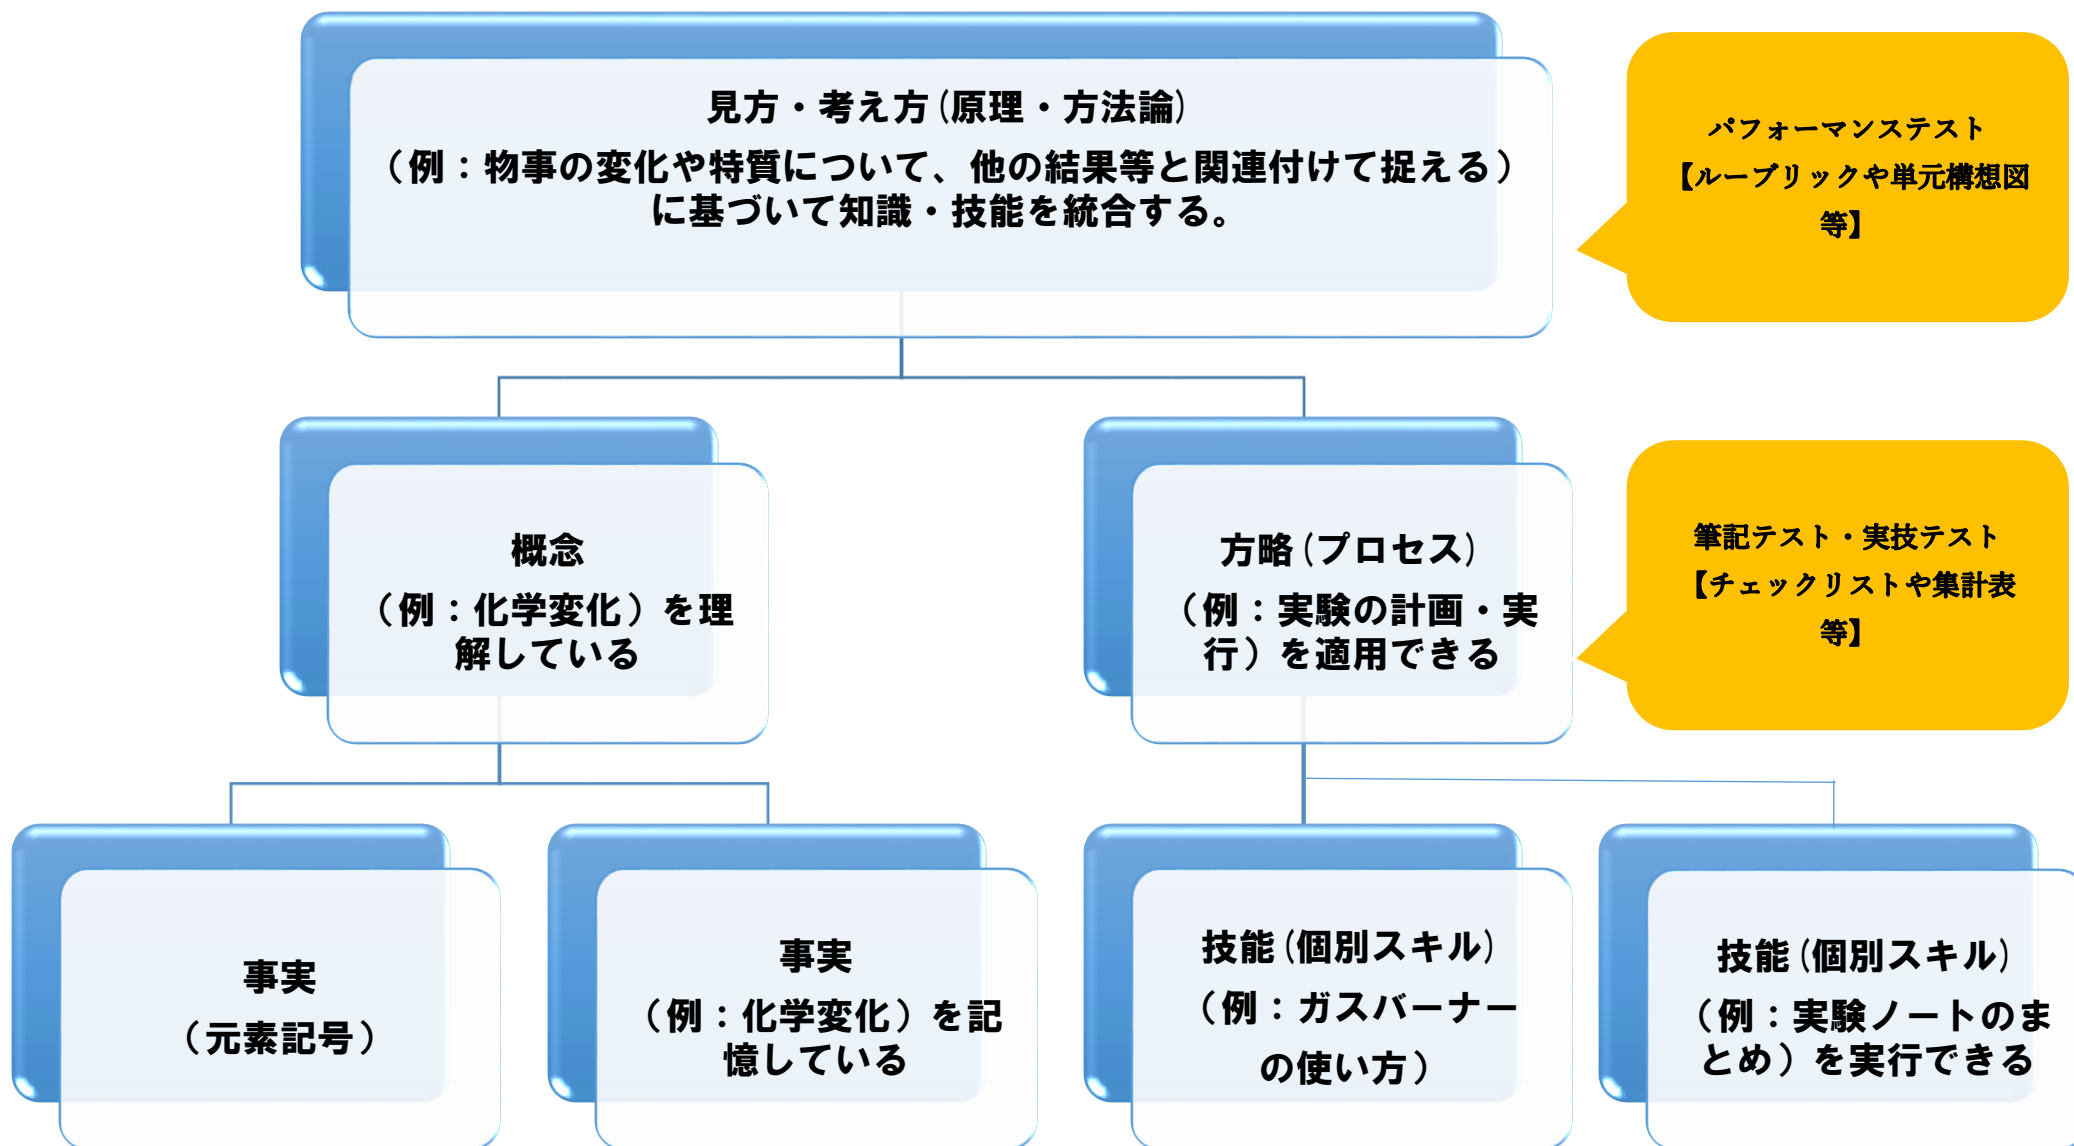 見方・考え方(原理・方法論)
（例：物事の変化や特質について、他の結果等と関連付けて捉える）
に基づいて知識・技能を統合する。
パフォーマンステスト
【ルーブリックや単元構想図
等】
概念
（例：化学変化）を理
解している
方略(プロセス)
（例：実験の計画・実
行）を適用できる
筆記テスト・実技テスト
【チェックリストや集計表
等】
事実
（元素記号）
事実
（例：化学変化）を記
憶している
技能(個別スキル)
（例：ガスバーナー
の使い方）
技能(個別スキル)
（例：実験ノートのま
とめ）を実行できる